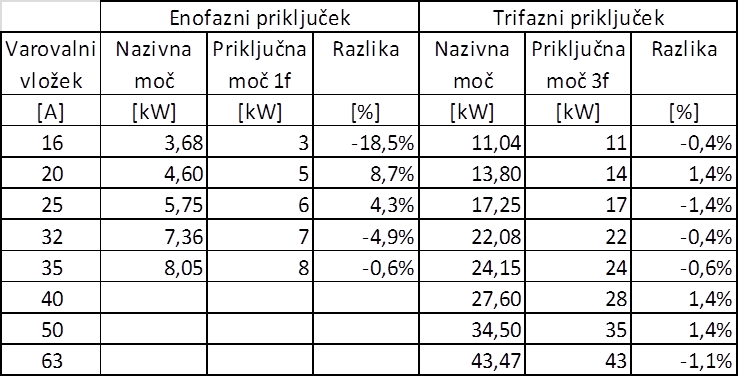 Enofazni priključek Trifazni priključek
Varovalni Nazivna Priključna Razlika Nazivna Priključna Razlika
vložek moč moč 1f moč moč 3f
[A] [kW] [kW] [%] [kW] [kW] [%]
16 3,68 3 -18,5% 11,04 11 -0,4%
20 4,60 5 8,7% 13,80 14 1,4%
25 5,75 6 4,3% 17,25 17 -1,4%
32 7,36 7 -4,9% 22,08 22 -0,4%
35 8,05 8 -0,6% 24,15 24 -0,6%
40 27,60 28 1,4%
50 34,50 35 1,4%
63 43,47 43 -1,1%